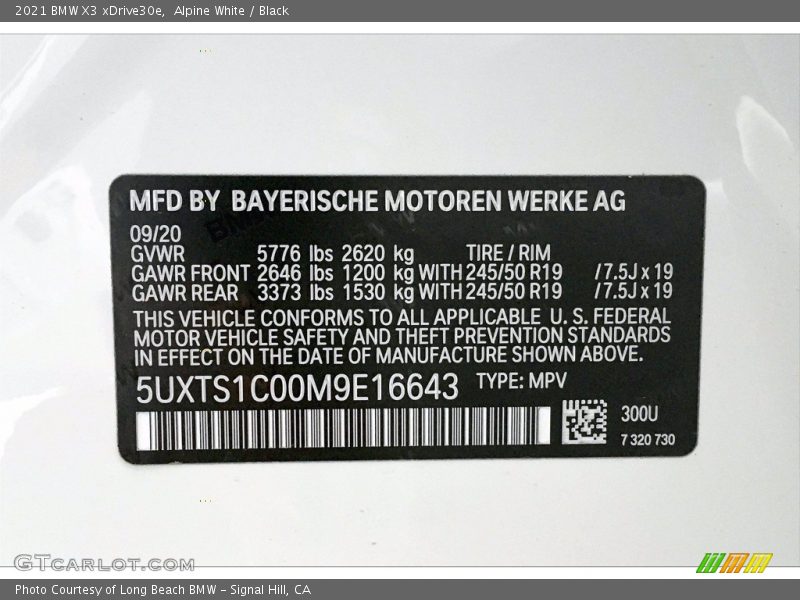 2021 BMW X3 xDrive30e,  Alpine White / Black
MFD BY BAYERISCHE MOTOREN WERKE AG
09/20
GVWR 5776 lbs 2620 kg TIRE / RIM
GAWR FRONT 2646 lbs 1200 kg WITH 245/50 R19 /7.5J x 19
GAWR REAR 3373 lbs 1530 kg WITH 245/50 R19 /7.5J x 19
THIS VEHICLE CONFORMS TO ALL APPLICABLE U. S. FEDERAL
MOTOR VEHICLE SAFETY AND THEFT PREVENTION STANDARDS
IN EFFECT ON THE DATE OF MANUFACTURE SHOWN ABOVE.
5UXTS1C00M9E16643 TYPE: MPV
300U
7 320 730
GTCARLOT.COM
Photo Courtesy of Long Beach BMW - Signal Hill, CA